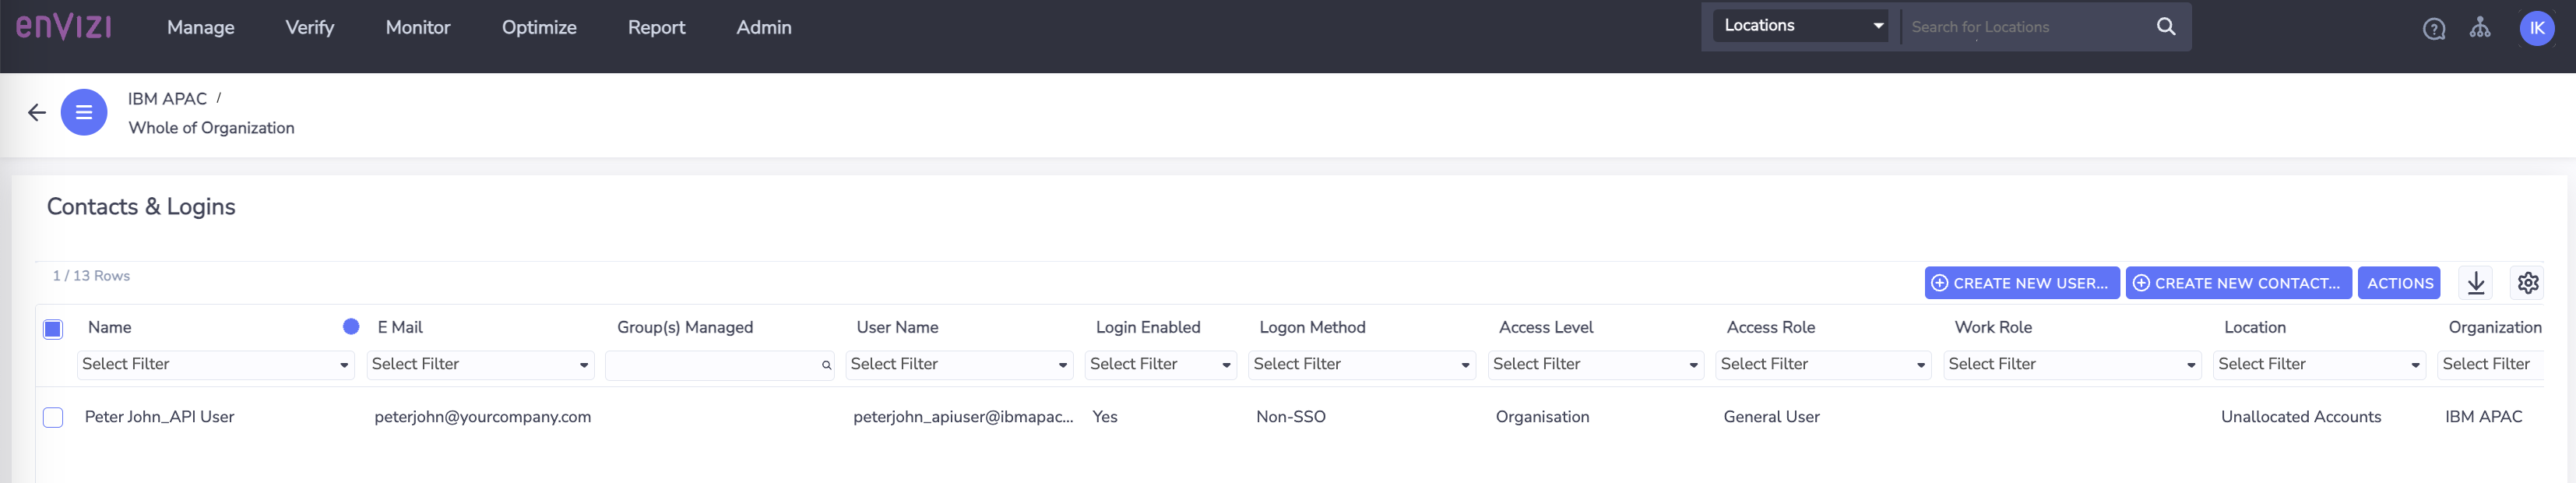 enVIZI Manage Verify Monitor Optimize Report Admin Locations Search for Locations ? IK
IBM APAC /
Whole of Organization
Contacts & Logins
1 / 13 Rows CREATE NEW USER... CREATE NEW CONTACT... ACTIONS
Name E Mail Group(s) Managed User Name Login Enabled Logon Method Access Level Access Role Work Role Location Organization
Select Filter Select Filter Select Filter Select Filter Select Filter Select Filter Select Filter Select Filter Select Filter Select Filter
Peter John_API User peterjohn@yourcompany.com peterjohn_apiuser@ibmapac... Yes Non-SSO Organisation General User Unallocated Accounts IBM APAC